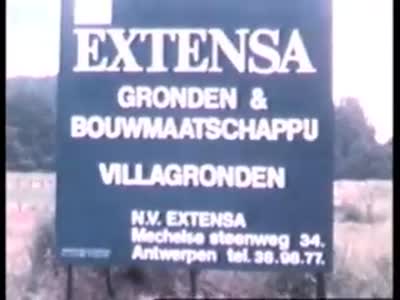 EXTENSA
GRONDEN &
BOUWMAATSCHAPPIJ
VILLAGRONDEN
N.V. EXTENSA
Mechelse steenweg 34.
Antwerpen tel. 38.98.77.